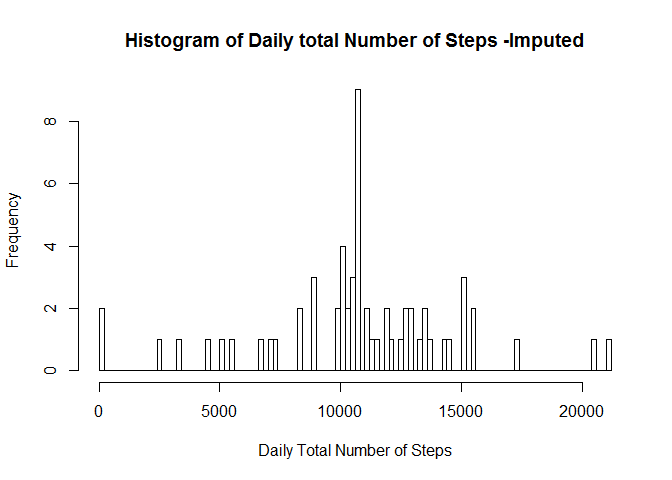 Histogram of Daily total Number of Steps -Imputed
Frequency
8
6
4
2
0
0 5000 10000 15000 20000
Daily Total Number of Steps